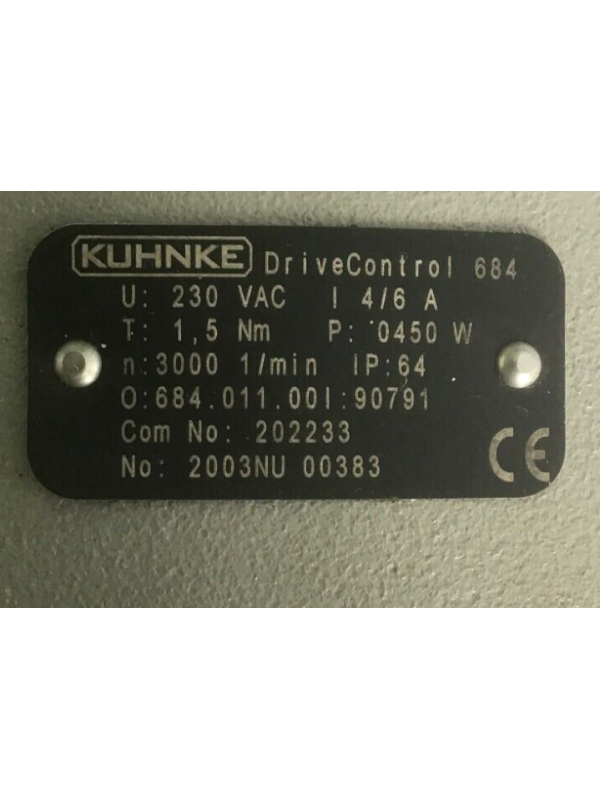 KUHNKE DriveControl 684
U: 230 VAC I 4/6 A
T: 1,5 Nm P: 0450 W
n:3000 1/min IP:64
O:684.011.00I:90791
Com No: 202233
No: 2003NU 00383
CE